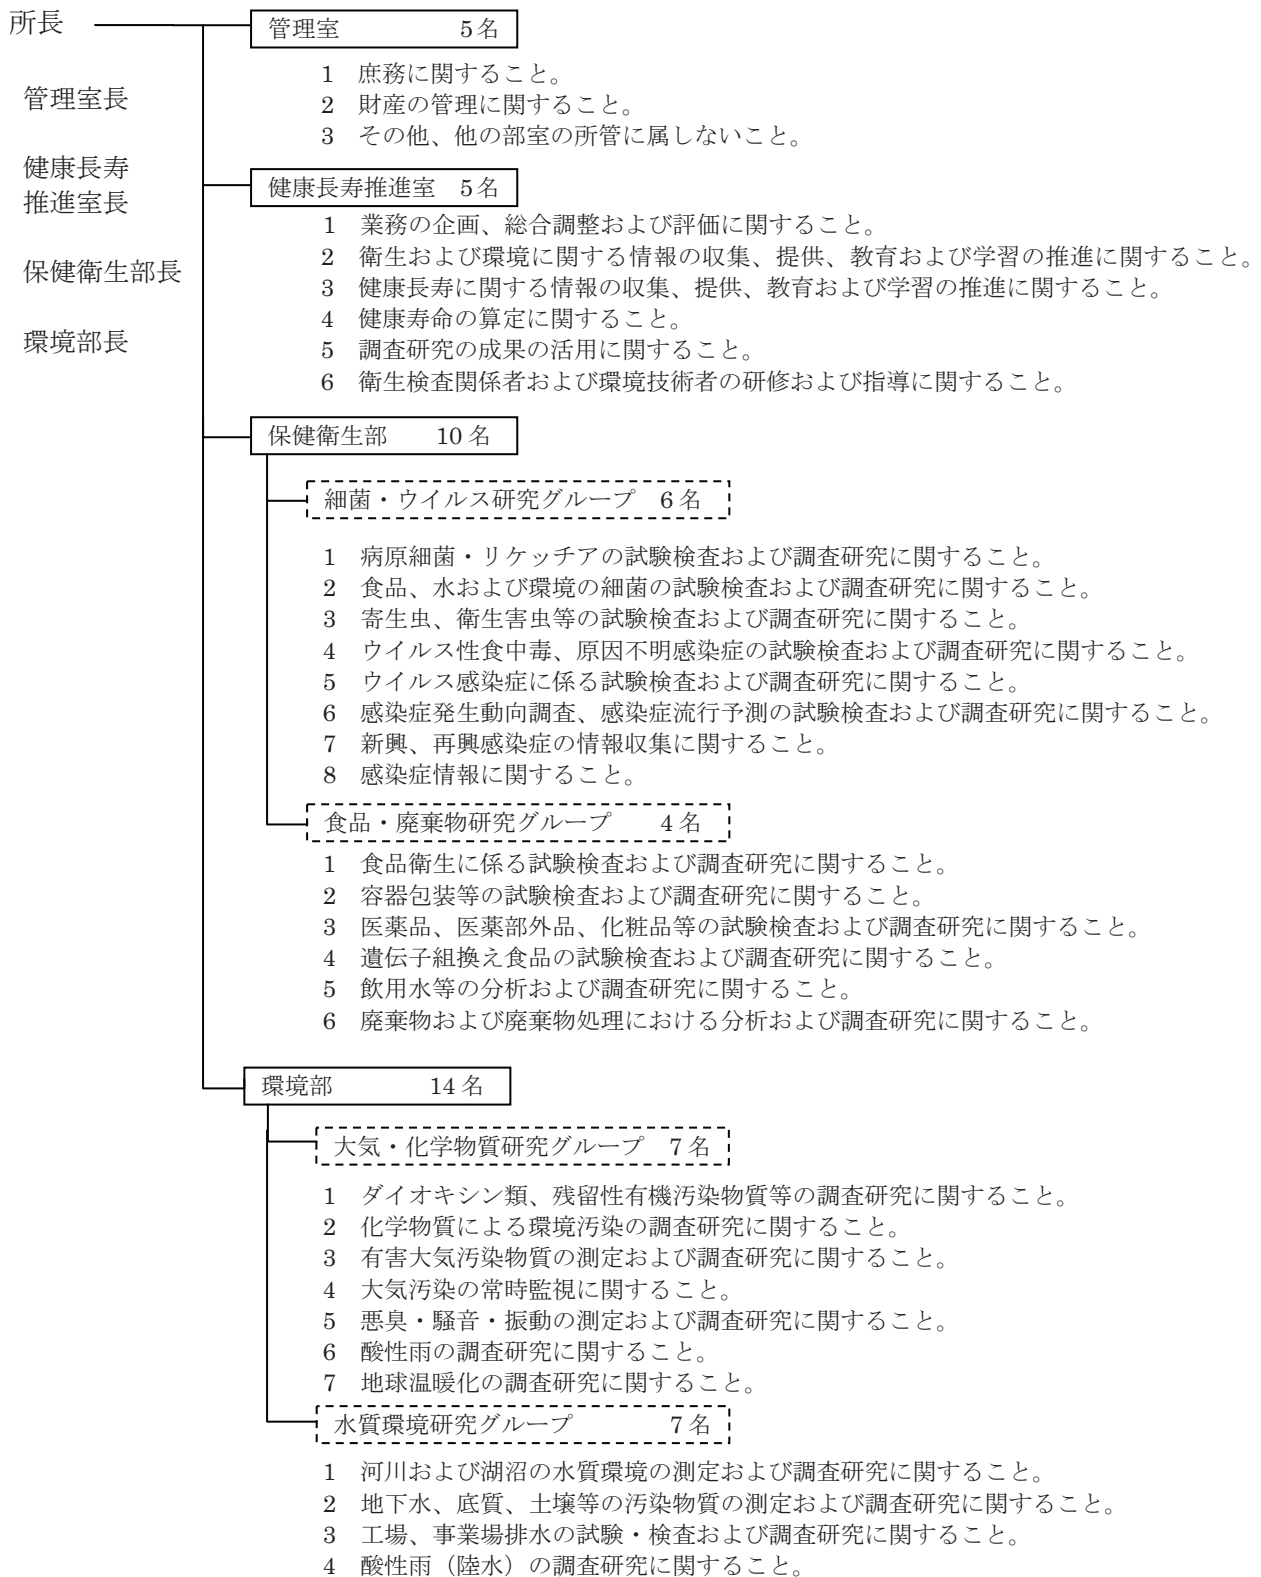 所長
管理室 5名
1 庶務に関すること。
2 財産の管理に関すること。
3 その他、他の部室の所管に属しないこと。
管理室長
健康長寿
推進室長
保健衛生部長
環境部長
健康長寿推進室 5名
1 業務の企画、総合調整および評価に関すること。
2 衛生および環境に関する情報の収集、提供、教育および学習の推進に関すること。
3 健康長寿に関する情報の収集、提供、教育および学習の推進に関すること。
4 健康寿命の算定に関すること。
5 調査研究の成果の活用に関すること。
6 衛生検査関係者および環境技術者の研修および指導に関すること。
保健衛生部 10名
細菌・ウイルス研究グループ 6名
1 病原細菌・リケッチアの試験検査および調査研究に関すること。
2 食品、水および環境の細菌の試験検査および調査研究に関すること。
3 寄生虫、衛生害虫等の試験検査および調査研究に関すること。
4 ウイルス性食中毒、原因不明感染症の試験検査および調査研究に関すること。
5 ウイルス感染症に係る試験検査および調査研究に関すること。
6 感染症発生動向調査、感染症流行予測の試験検査および調査研究に関すること。
7 新興、再興感染症の情報収集に関すること。
8 感染症情報に関すること。
食品・廃棄物研究グループ 4名
1 食品衛生に係る試験検査および調査研究に関すること。
2 容器包装等の試験検査および調査研究に関すること。
3 医薬品、医薬部外品、化粧品等の試験検査および調査研究に関すること。
4 遺伝子組換え食品の試験検査および調査研究に関すること。
5 飲用水等の分析および調査研究に関すること。
6 廃棄物および廃棄物処理における分析および調査研究に関すること。
環境部 14名
大気・化学物質研究グループ 7名
1 ダイオキシン類、残留性有機汚染物質等の調査研究に関すること。
2 化学物質による環境汚染の調査研究に関すること。
3 有害大気汚染物質の測定および調査研究に関すること。
4 大気汚染の常時監視に関すること。
5 悪臭・騒音・振動の測定および調査研究に関すること。
6 酸性雨の調査研究に関すること。
7 地球温暖化の調査研究に関すること。
水質環境研究グループ 7名
1 河川および湖沼の水質環境の測定および調査研究に関すること。
2 地下水、底質、土壌等の汚染物質の測定および調査研究に関すること。
3 工場、事業場排水の試験・検査および調査研究に関すること。
4 酸性雨（陸水）の調査研究に関すること。